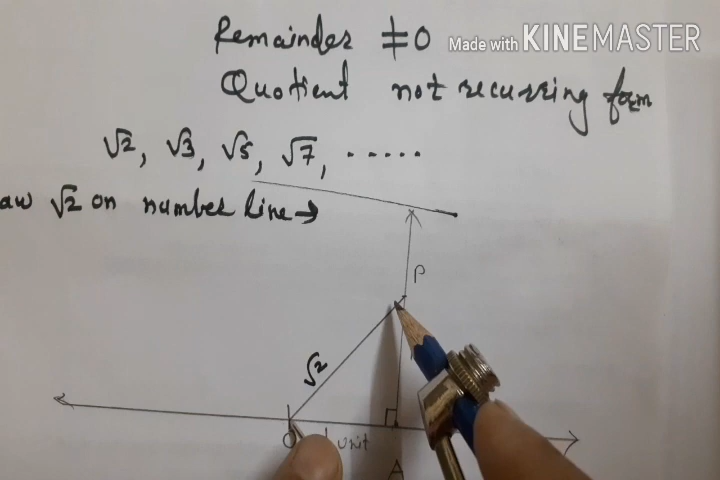 Remainder ≠0
Made with KINEMASTER
Quotient not recurring form
√2, √3, √5, √7, .....
aw √2 on number line →
P
√2
O
unit
A